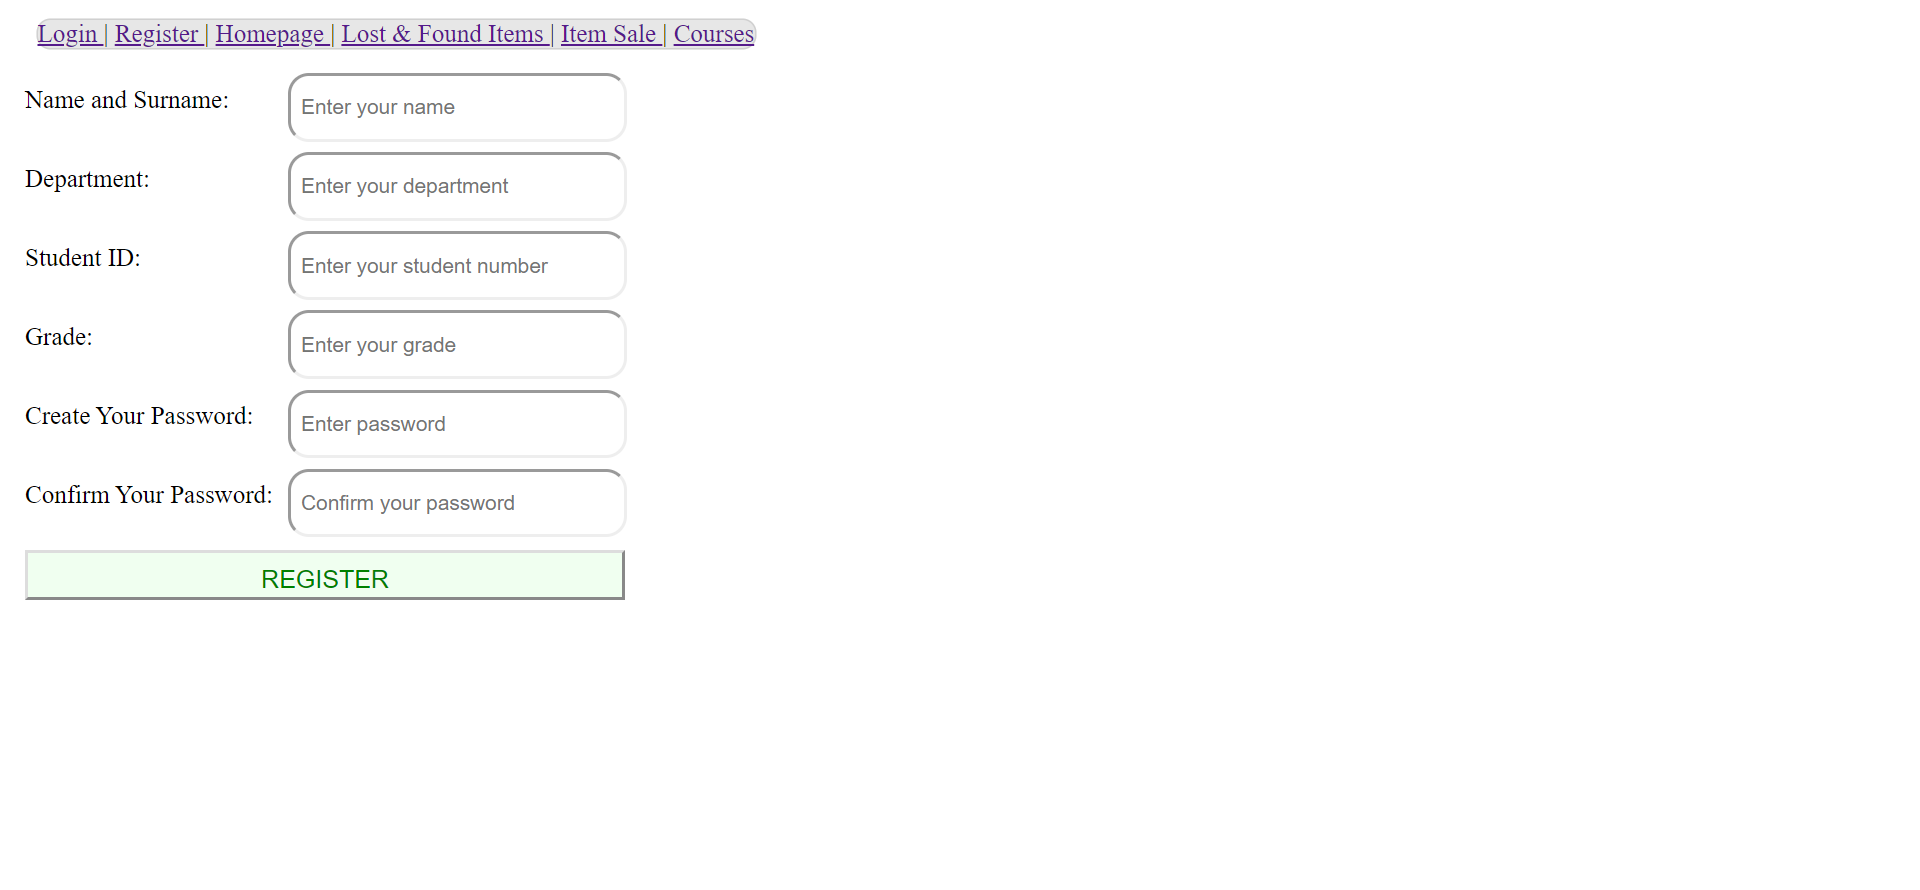 Login | Register | Homepage | Lost & Found Items | Item Sale | Courses
Name and Surname: Enter your name
Department: Enter your department
Student ID: Enter your student number
Grade: Enter your grade
Create Your Password: Enter password
Confirm Your Password: Confirm your password
REGISTER